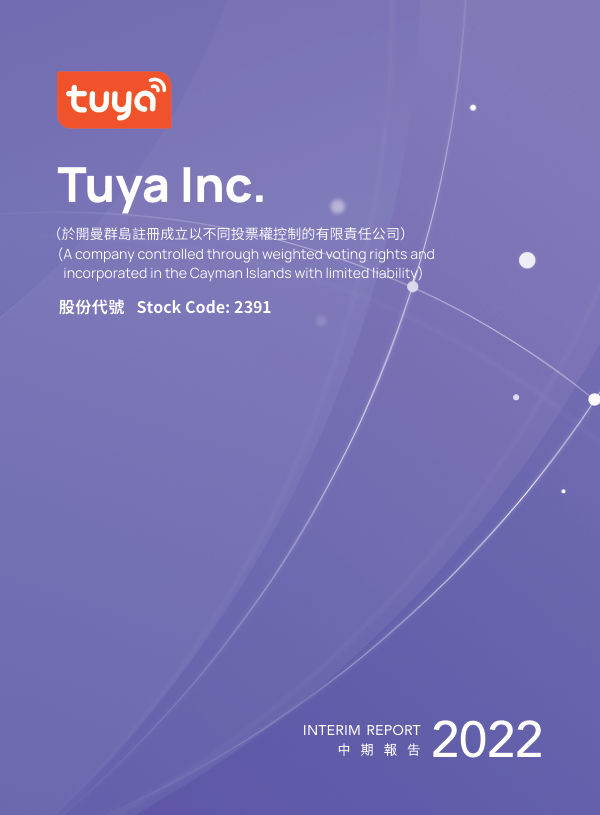 tuya
Tuya Inc.
（於開曼群島註冊成立以不同投票權控制的有限責任公司）
(A company controlled through weighted voting rights and
incorporated in the Cayman Islands with limited liability)
股份代號 Stock Code: 2391
INTERIM REPORT 2022
中期報告